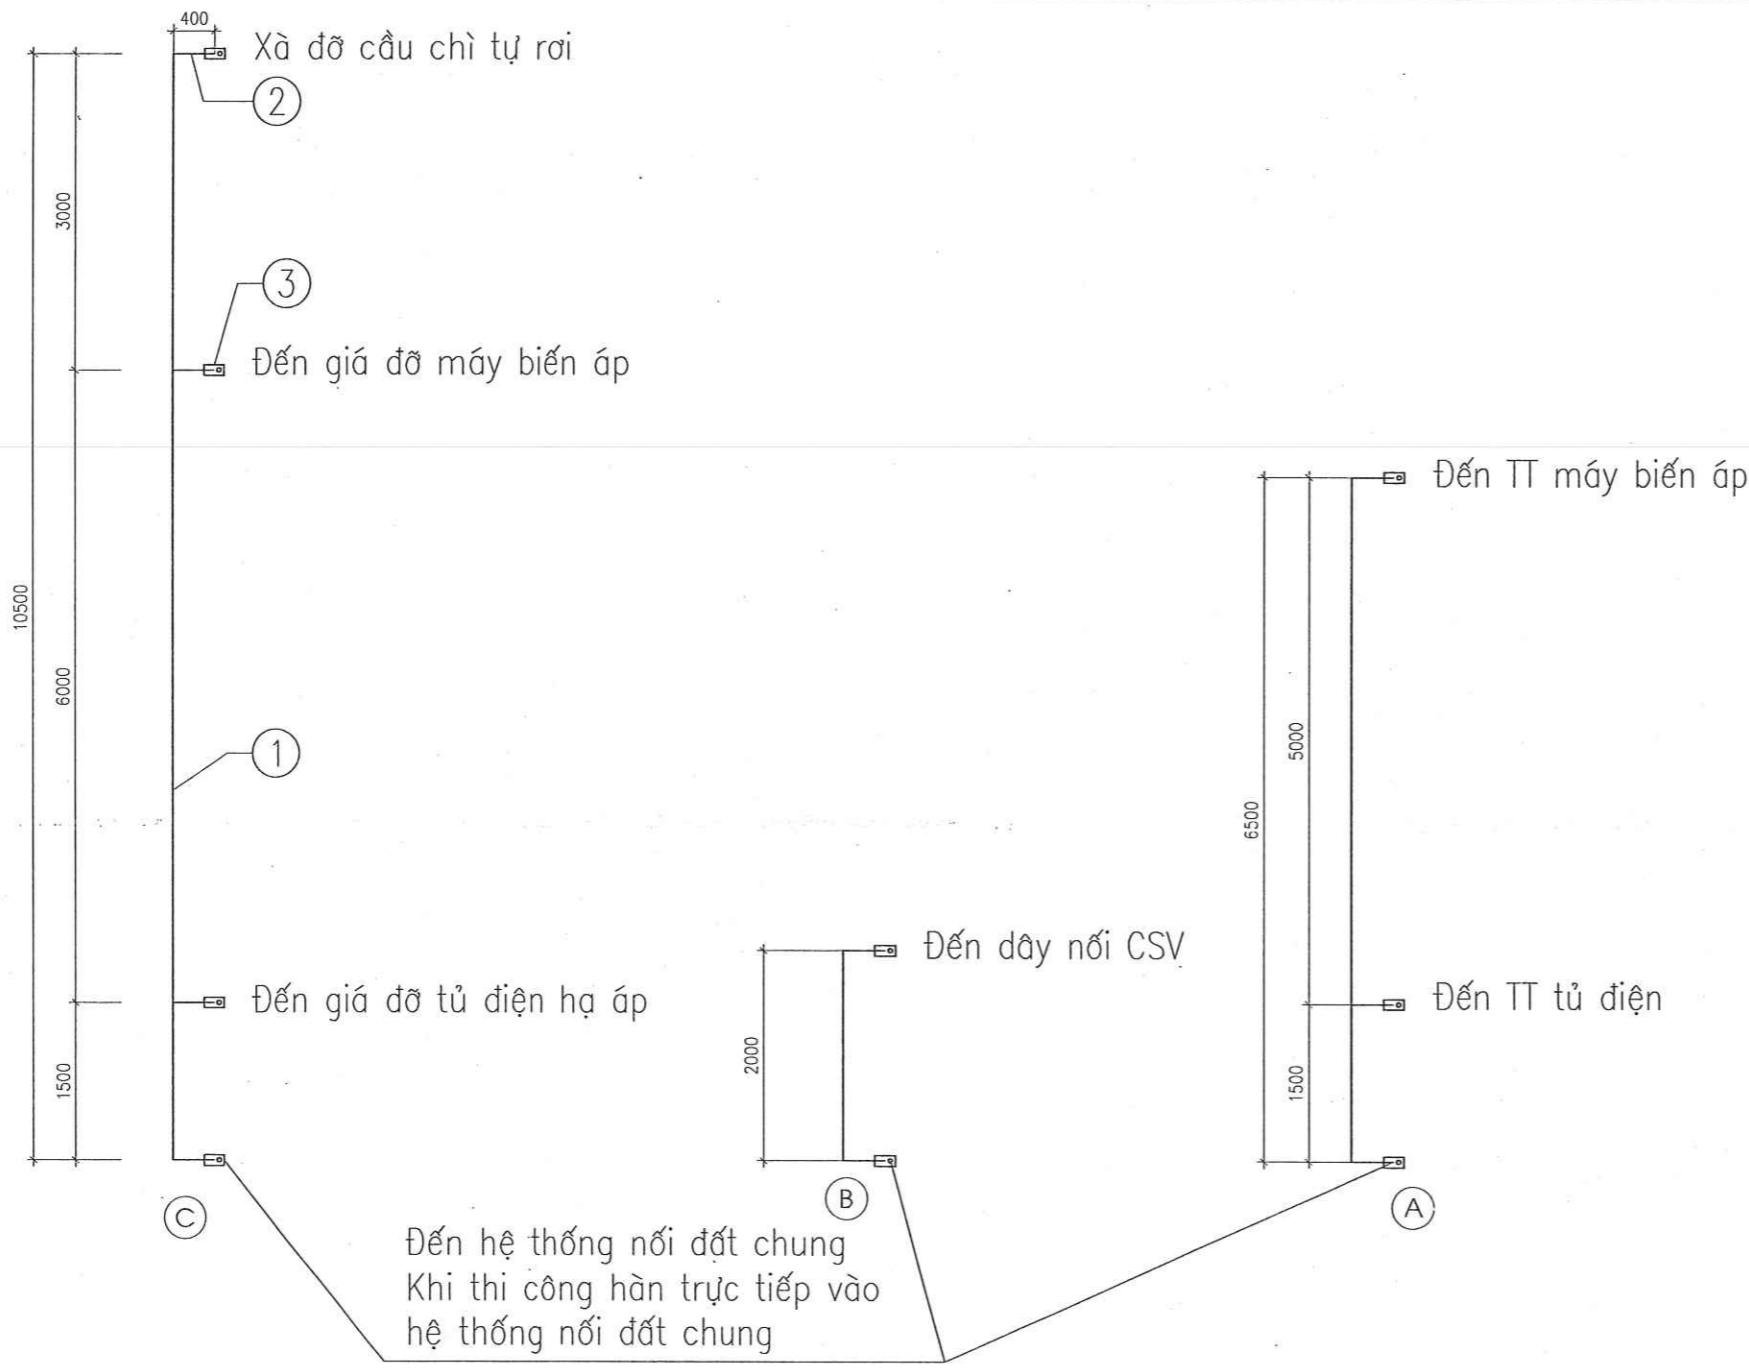 400
Xà đỡ cầu chì tự rơi
2
3000
3
Đến giá đỡ máy biến áp
Đến TT máy biến áp
10500
6000
1
5000
6500
Đến dây nối CSV
Đến giá đỡ tủ điện hạ áp
Đến TT tủ điện
1500
2000
1500
C
B
A
Đến hệ thống nối đất chung
Khi thi công hàn trực tiếp vào
hệ thống nối đất chung